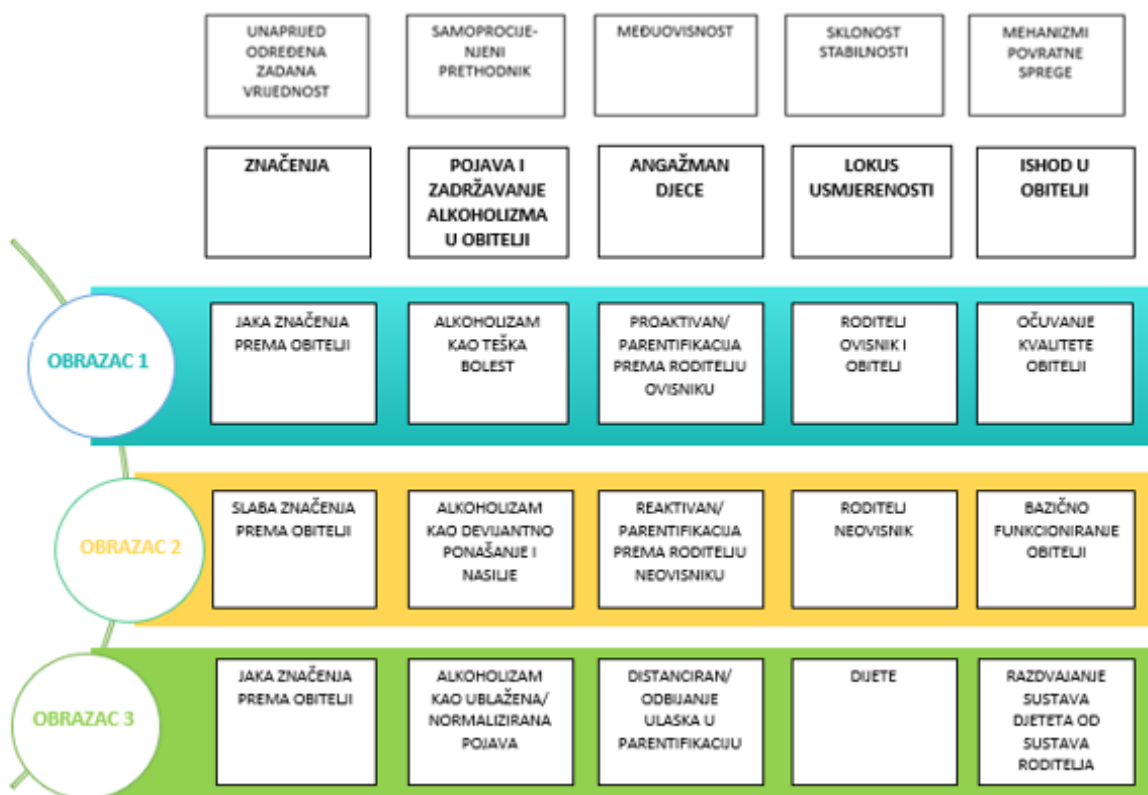 UNAPRIJED
ODREĐENA
ZADANA
VRIJEDNOST
SAMOPROCIJE-
NJENI
PRETHODNIK
MEĐUOVISNOST
SKLONOST
STABILNOSTI
MEHANIZMI
POVRATNE
SPREGE
ZNAČENJA
POJAVA I
ZADRŽAVANJE
ALKOHOLIZMA
U OBITELJI
ANGAŽMAN
DJECE
LOKUS
USMJERENOSTI
ISHOD U
OBITELJI
OBRAZAC 1
JAKA ZNAČENJA
PREMA OBITELJI
ALKOHOLIZAM
KAO TEŠKA
BOLEST
PROAKTIVAN/
PARENTIFIKACIJA
PREMA RODITELJU
OVISNIKU
RODITELJ
OVISNIK I
OBITELJ
OČUVANJE
KVALITETE
OBITELJI
OBRAZAC 2
SLABA ZNAČENJA
PREMA OBITELJI
ALKOHOLIZAM
KAO DEVIJANTNO
PONAŠANJE I
NASILJE
REAKTIVAN/
PARENTIFIKACIJA
PREMA RODITELJU
NEOVISNIKU
RODITELJ
NEOVISNIK
BAZIČNO
FUNKCIONIRANJE
OBITELJI
OBRAZAC 3
JAKA ZNAČENJA
PREMA OBITELJI
ALKOHOLIZAM
KAO UBLAŽENA/
NORMALIZIRANA
POJAVA
DISTANCIRAN/
ODBIJANJE
ULASKA U
PARENTIFIKACIJU
DIJETE
RAZDVAJANJE
SUSTAVA
DJETETA OD
SUSTAVA
RODITELJA